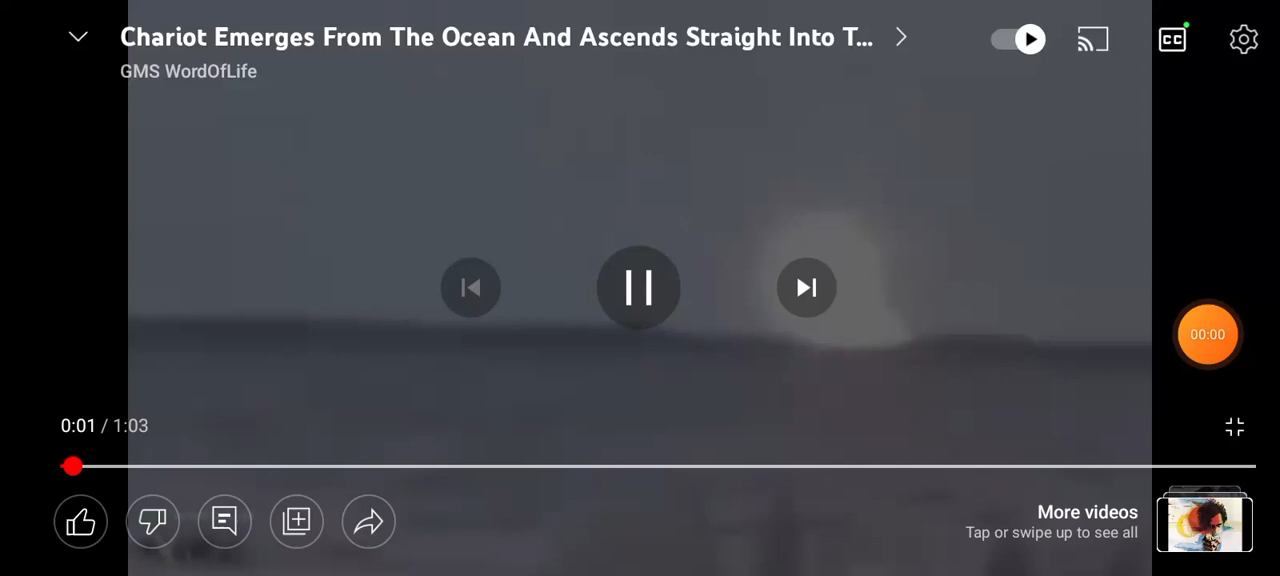 Chariot Emerges From The Ocean And Ascends Straight Into T...
GMS WordOfLife
CC
00:00
0:01 / 1:03
More videos
Tap or swipe up to see all